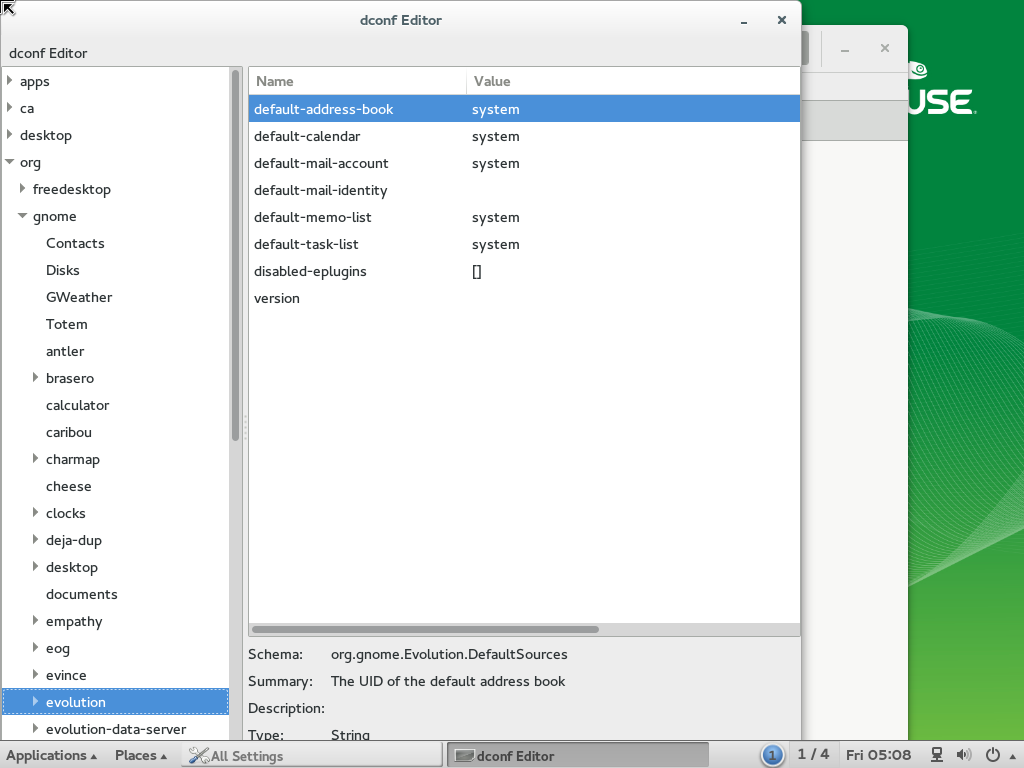 dconf Editor
dconf Editor
apps
ca
desktop
org
freedesktop
gnome
Contacts
Disks
GWeather
Totem
antler
brasero
calculator
caribou
charmap
cheese
clocks
deja-dup
desktop
documents
empathy
eog
evince
evolution
evolution-data-server
Name Value
default-address-book system
default-calendar system
default-mail-account system
default-mail-identity
default-memo-list system
default-task-list system
disabled-eplugins []
version
Schema: org.gnome.Evolution.DefaultSources
Summary: The UID of the default address book
Description:
Type: String
USE
Applications Places All Settings dconf Editor 1 1 / 4 Fri 05:08